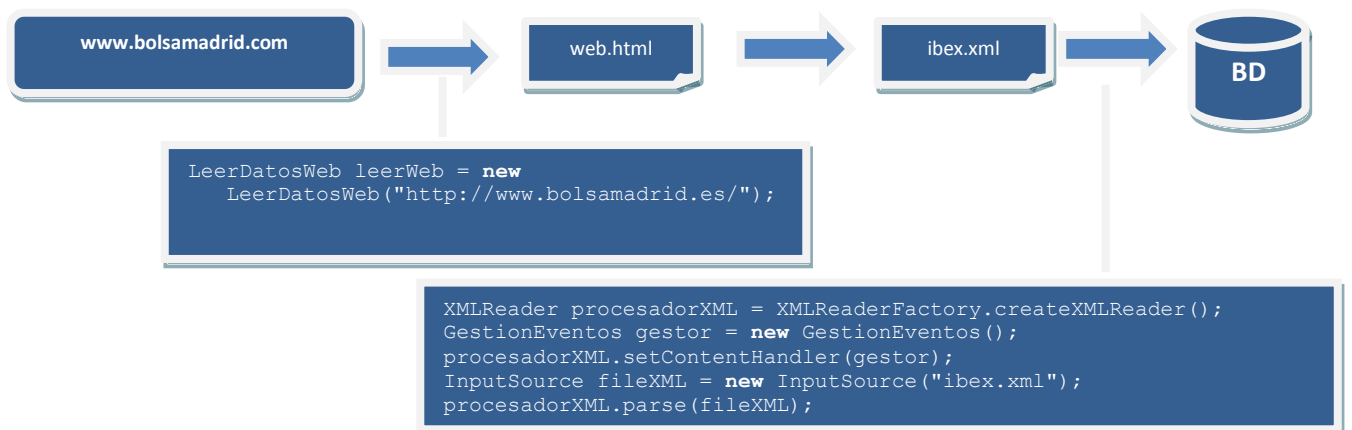 www.bolsamadrid.com
web.html
ibex.xml
BD
LeerDatosWeb leerWeb = new
LeerDatosWeb("http://www.bolsamadrid.es/");
XMLReader procesadorXML = XMLReaderFactory.createXMLReader();
GestionEventos gestor = new GestionEventos();
procesadorXML.setContentHandler(gestor);
InputSource fileXML = new InputSource("ibex.xml");
procesadorXML.parse(fileXML);